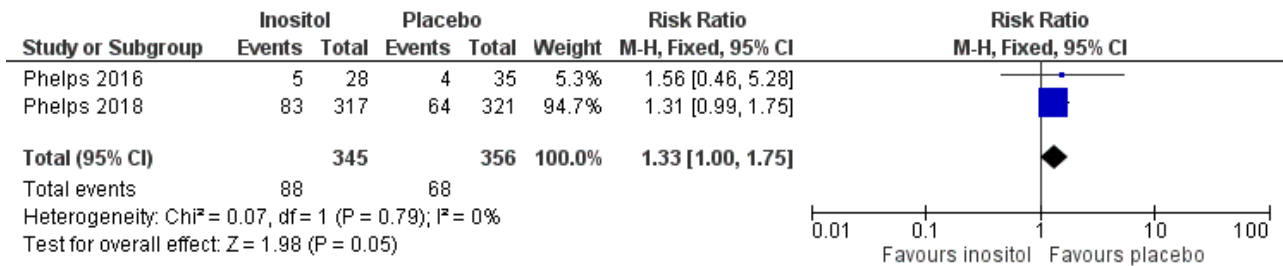 Inositol Placebo Risk Ratio Risk Ratio
Study or Subgroup Events Total Events Total Weight M-H, Fixed, 95% CI M-H, Fixed, 95% CI
Phelps 2016 5 28 4 35 5.3% 1.56 [0.46, 5.28]
Phelps 2018 83 317 64 321 94.7% 1.31 [0.99, 1.75]
Total (95% CI) 345 356 100.0% 1.33 [1.00, 1.75]
Total events 88 68
Heterogeneity: Chi² = 0.07, df = 1 (P = 0.79); I² = 0%
Test for overall effect: Z = 1.98 (P = 0.05)
0.01 0.1 1 10 100
Favours inositol Favours placebo